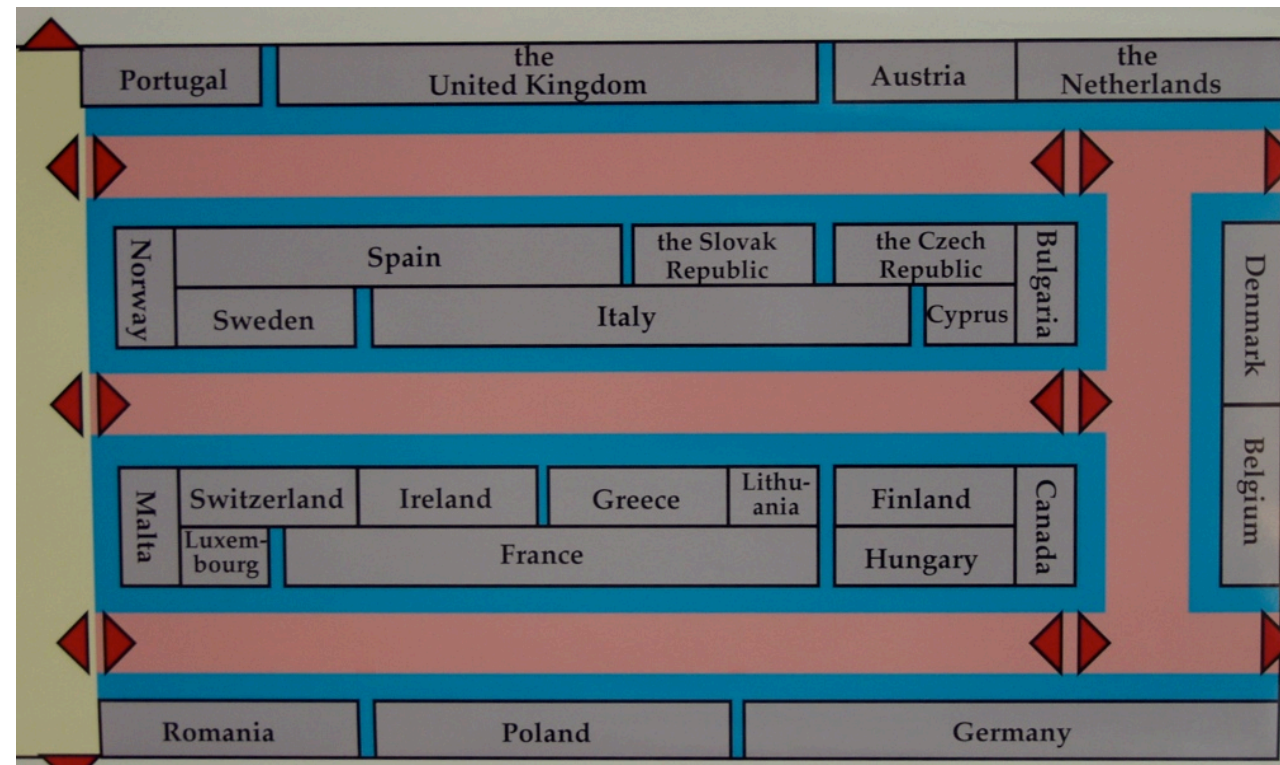 Portugal
the
United Kingdom
Austria
the
Netherlands
Norway
Spain
the Slovak
Republic
the Czech
Republic
Bulgaria
Sweden
Italy
Cyprus
Denmark
Belgium
Malta
Switzerland
Ireland
Greece
Lithu-
ania
Finland
Canada
Luxem-
bourg
France
Hungary
Romania
Poland
Germany